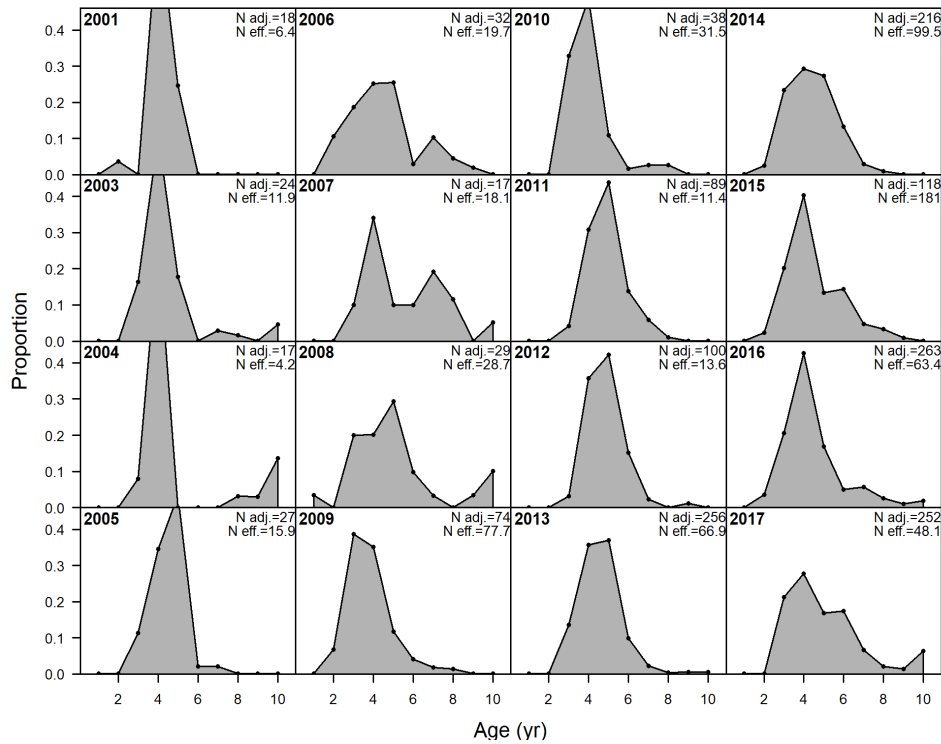 2001 N adj.=18
N eff.=6.4
2006 N adj.=32
N eff.=19.7
2010 N adj.=38
N eff.=31.5
2014 N adj.=216
N eff.=99.5
2003 N adj.=24
N eff.=11.9
2007 N adj.=17
N eff.=18.1
2011 N adj.=89
N eff.=11.4
2015 N adj.=118
N eff.=181
2004 N adj.=17
N eff.=4.2
2008 N adj.=29
N eff.=28.7
2012 N adj.=100
N eff.=13.6
2016 N adj.=263
N eff.=63.4
2005 N adj.=27
N eff.=15.9
2009 N adj.=74
N eff.=77.7
2013 N adj.=256
N eff.=66.9
2017 N adj.=252
N eff.=48.1
0.4
0.3
0.2
0.1
0.0
0.4
0.3
0.2
0.1
0.0
0.4
0.3
0.2
0.1
0.0
0.4
0.3
0.2
0.1
0.0
Proportion
2 4 6 8 10 2 4 6 8 10 2 4 6 8 10 2 4 6 8 10
Age (yr)